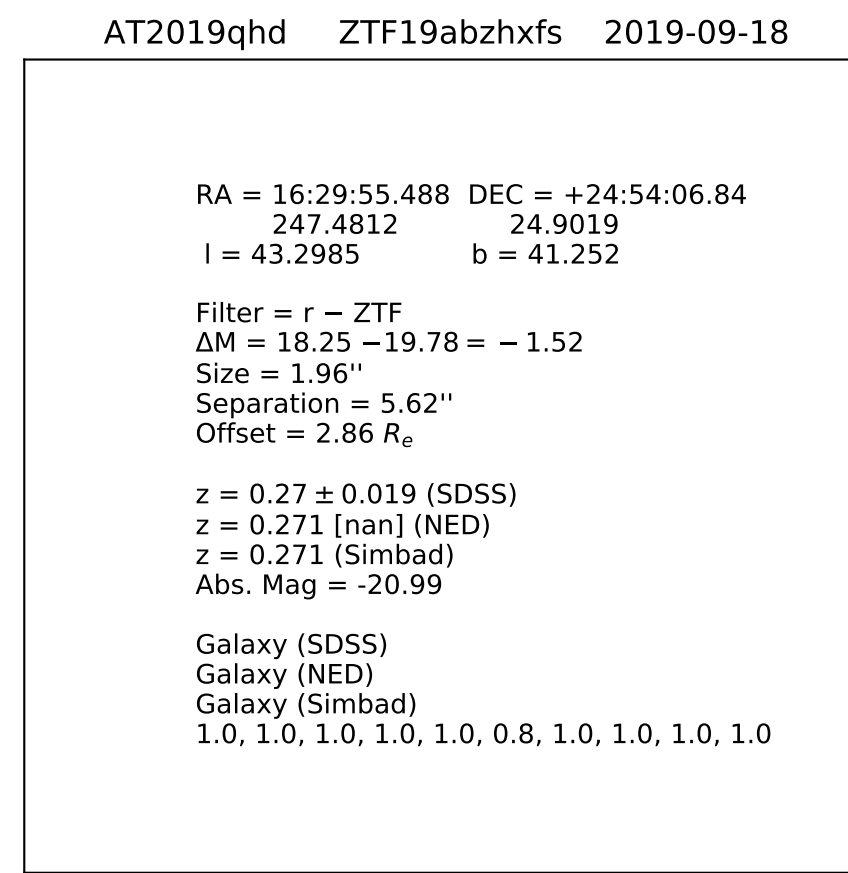 AT2019qhd ZTF19abzhxfs 2019-09-18
RA = 16:29:55.488 DEC = +24:54:06.84
247.4812 24.9019
l = 43.2985 b = 41.252
Filter = r − ZTF
ΔM = 18.25 −19.78 = − 1.52
Size = 1.96''
Separation = 5.62''
Offset = 2.86 Rₑ
z = 0.27 ± 0.019 (SDSS)
z = 0.271 [nan] (NED)
z = 0.271 (Simbad)
Abs. Mag = -20.99
Galaxy (SDSS)
Galaxy (NED)
Galaxy (Simbad)
1.0, 1.0, 1.0, 1.0, 1.0, 0.8, 1.0, 1.0, 1.0, 1.0